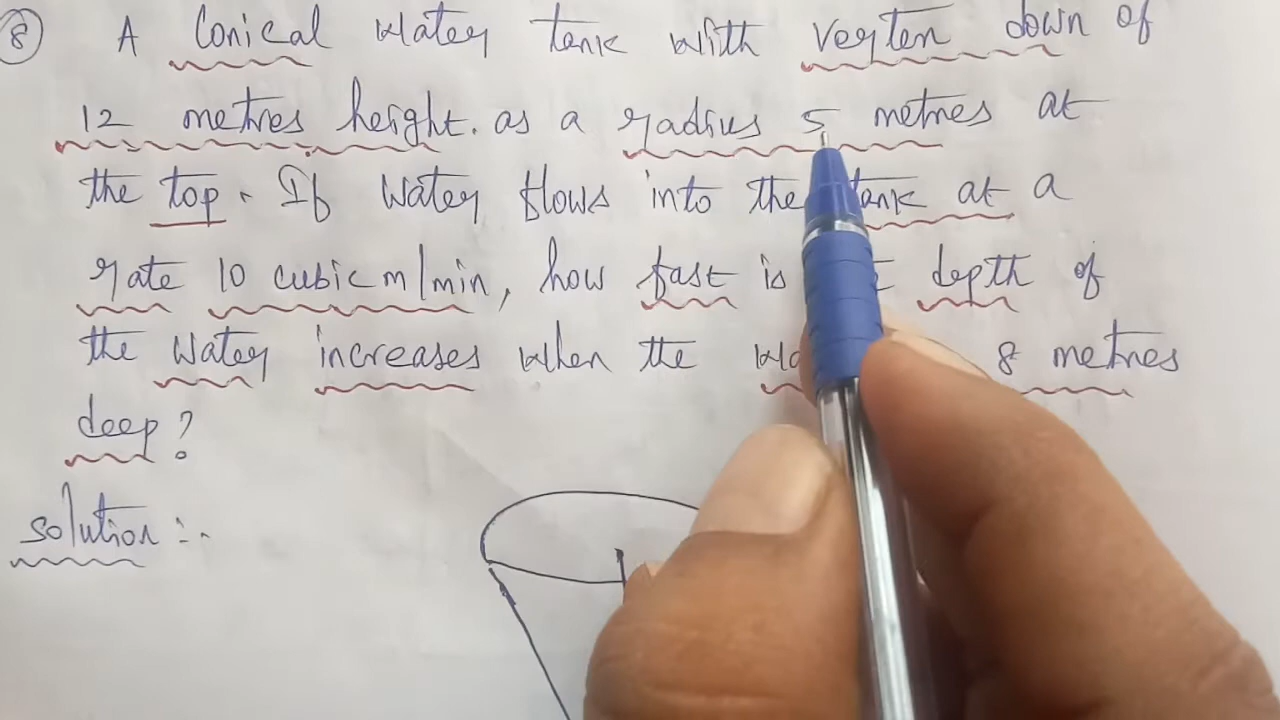 8 A Conical Water tank with vertex down of
12 metres height. as a radius 5 metres at
the top. If Water flows into the tank at a
rate 10 cubic m/min, how fast is depth of
the Water increases when the 8 metres
deep?
solution :-